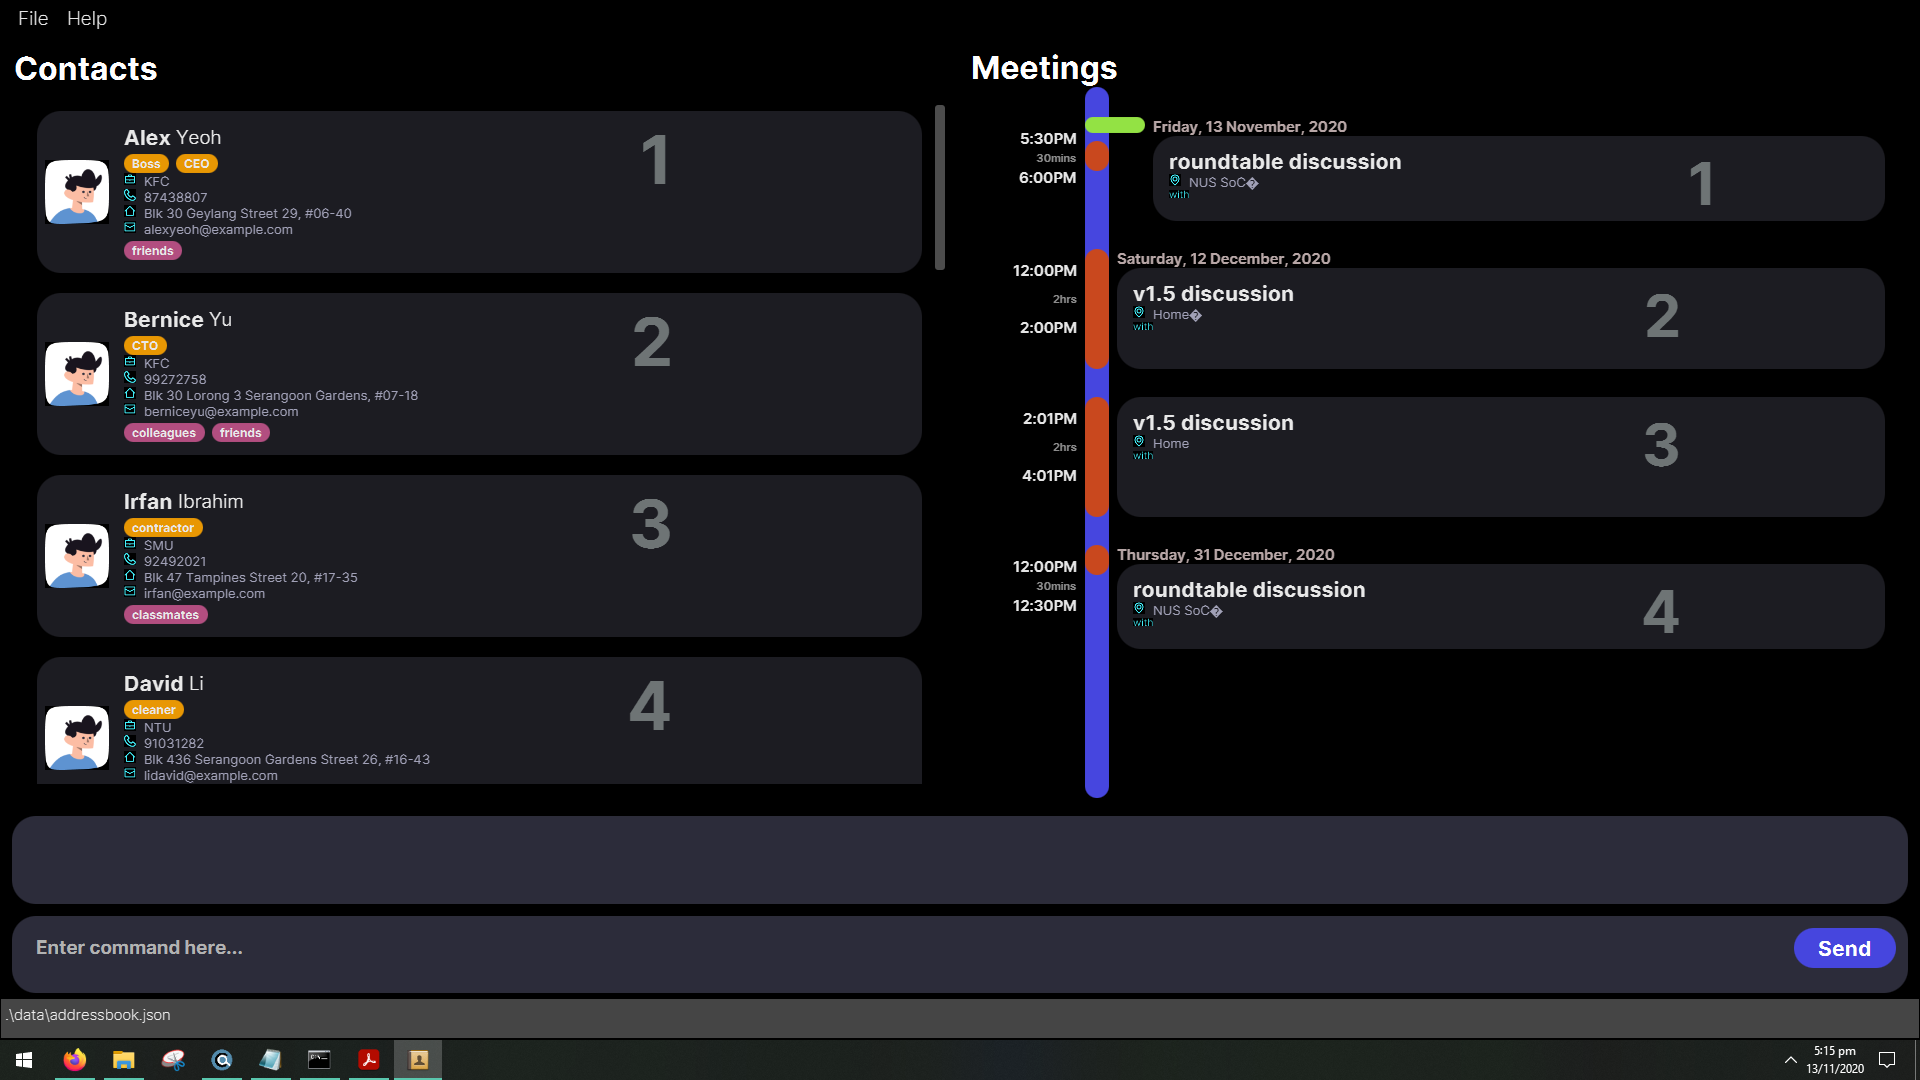 File Help
Contacts
Alex Yeoh
1
Boss CEO
KFC
87438807
Blk 30 Geylang Street 29, #06-40
alexyeoh@example.com
friends
Bernice Yu
2
CTO
KFC
99272758
Blk 30 Lorong 3 Serangoon Gardens, #07-18
berniceyu@example.com
colleagues friends
Irfan Ibrahim
3
contractor
SMU
92492021
Blk 47 Tampines Street 20, #17-35
irfan@example.com
classmates
David Li
4
cleaner
NTU
91031282
Blk 436 Serangoon Gardens Street 26, #16-43
lidavid@example.com
Meetings
Friday, 13 November, 2020
5:30PM
30mins
6:00PM
roundtable discussion
NUS SoC�
with
1
Saturday, 12 December, 2020
12:00PM
2hrs
2:00PM
v1.5 discussion
Home�
with
2
2:01PM
2hrs
4:01PM
v1.5 discussion
Home
with
3
Thursday, 31 December, 2020
12:00PM
30mins
12:30PM
roundtable discussion
NUS SoC�
with
4
Enter command here...
Send
.\data\addressbook.json
5:15 pm
13/11/2020